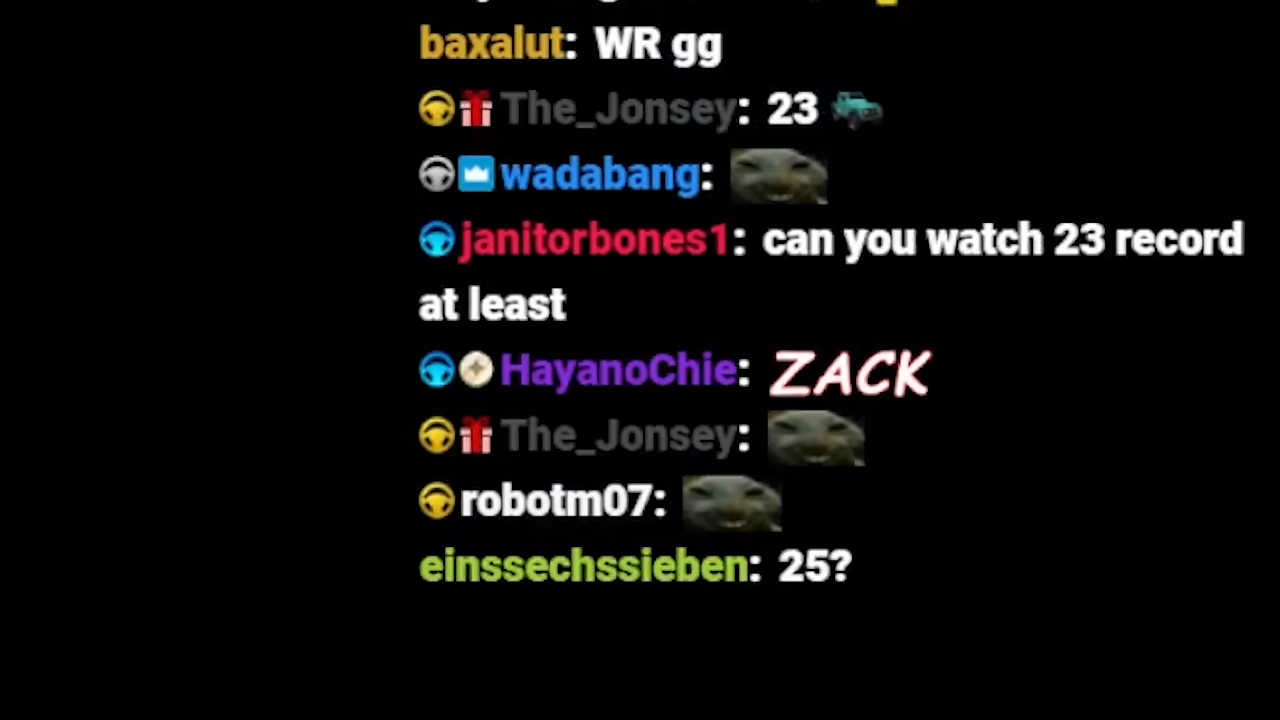 baxalut: WR gg
The_Jonsey: 23
wadabang:
janitorbones1: can you watch 23 record
at least
HayanoChie: ZACK
The_Jonsey:
robotm07:
einssechssieben: 25?